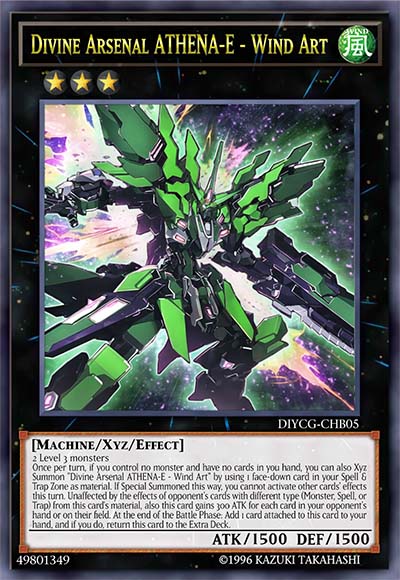 Divine Arsenal ATHENA-E - Wind Art
WIND
風
DIYCG-CHB05
[Machine/Xyz/Effect]
2 Level 3 monsters
Once per turn, if you control no monster and have no cards in you hand, you can also Xyz
Summon "Divine Arsenal ATHENA-E - Wind Art" by using 1 face-down card in your Spell &
Trap Zone as material. If Special Summoned this way, you cannot activate other cards' effects
this turn. Unaffected by the effects of opponent's cards with different type (Monster, Spell, or
Trap) from this card's material, also this card gains 300 ATK for each card in your opponent's
hand or on their field. At the end of the Battle Phase: Add 1 card attached to this card to your
hand, and if you do, return this card to the Extra Deck.
ATK/1500 DEF/1500
49801349
©1996 KAZUKI TAKAHASHI